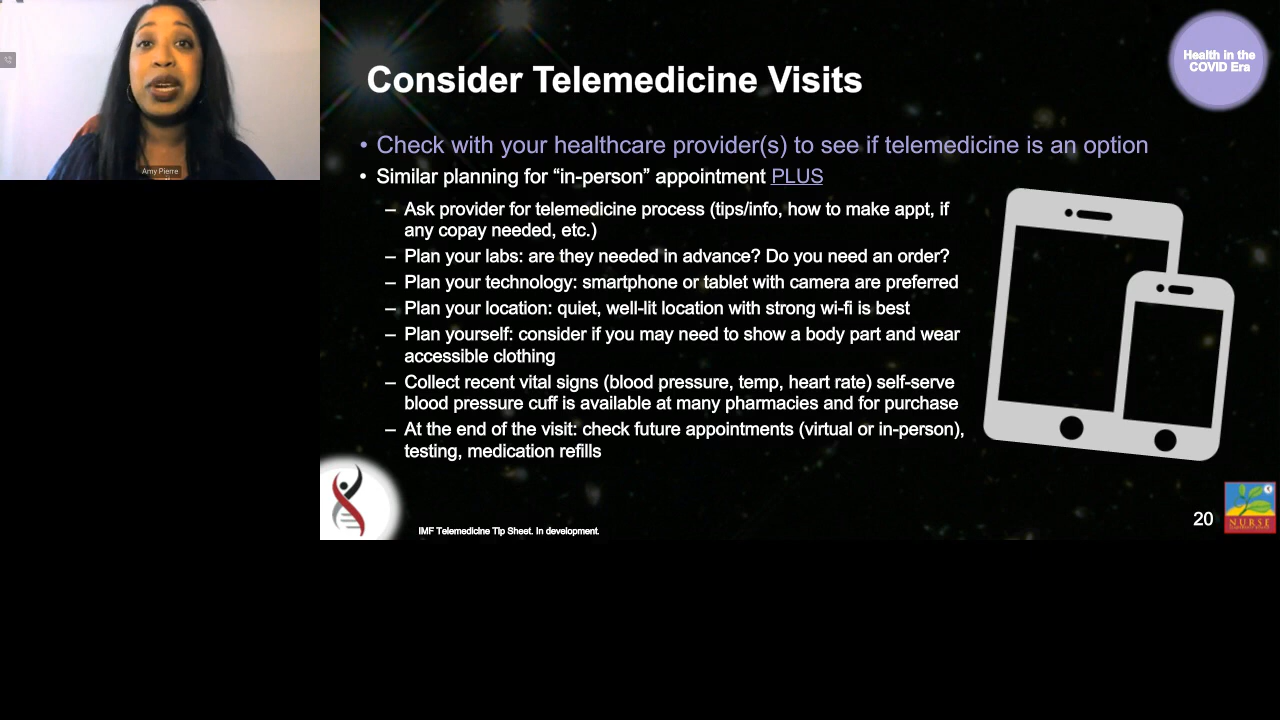 Amy Pierre
Health in the
COVID Era
Consider Telemedicine Visits
• Check with your healthcare provider(s) to see if telemedicine is an option
• Similar planning for “in-person” appointment PLUS
– Ask provider for telemedicine process (tips/info, how to make appt, if
any copay needed, etc.)
– Plan your labs: are they needed in advance? Do you need an order?
– Plan your technology: smartphone or tablet with camera are preferred
– Plan your location: quiet, well-lit location with strong wi-fi is best
– Plan yourself: consider if you may need to show a body part and wear
accessible clothing
– Collect recent vital signs (blood pressure, temp, heart rate) self-serve
blood pressure cuff is available at many pharmacies and for purchase
– At the end of the visit: check future appointments (virtual or in-person),
testing, medication refills
IMF Telemedicine Tip Sheet. In development.
20
NURSE